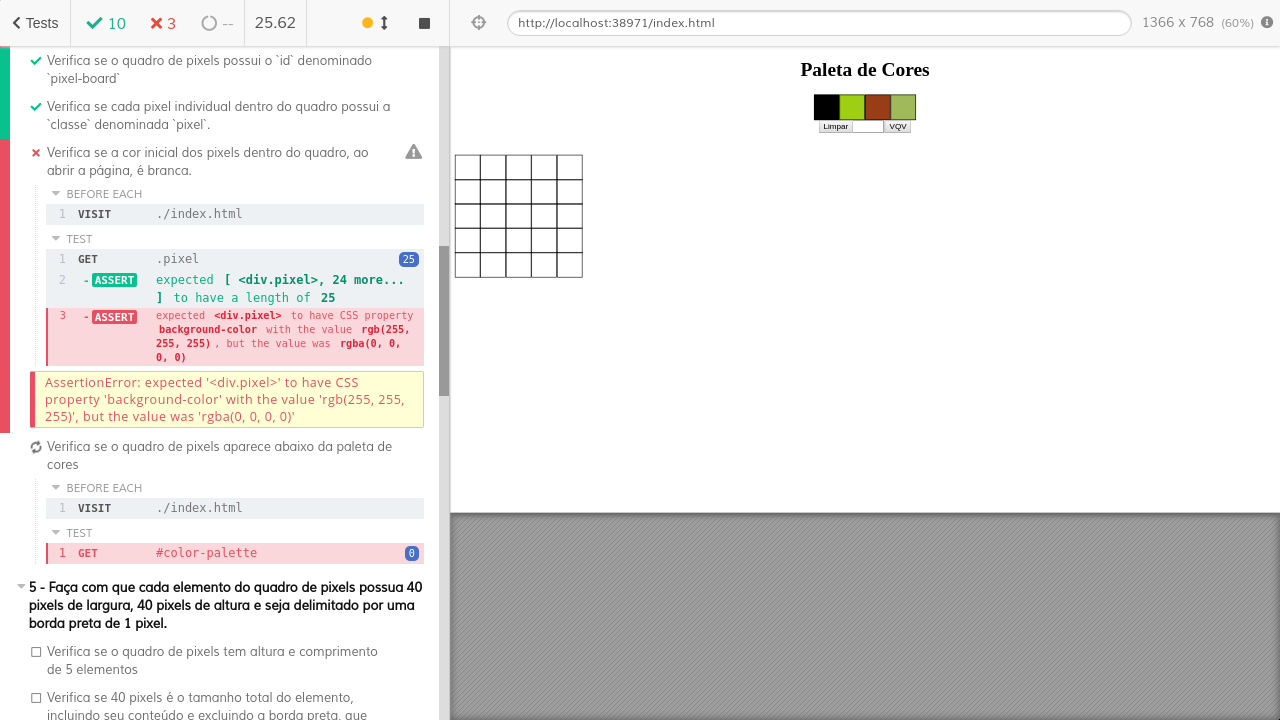 Tests
10
3
--
25.62
http://localhost:38971/index.html
1366 x 768 (60%)
Verifica se o quadro de pixels possui o `id` denominado
`pixel-board`
Verifica se cada pixel individual dentro do quadro possui a
`classe` denominada `pixel`.
Verifica se a cor inicial dos pixels dentro do quadro, ao
abrir a página, é branca.
BEFORE EACH
1 VISIT ./index.html
TEST
1 GET .pixel 25
2 -ASSERT expected [ <div.pixel>, 24 more...
] to have a length of 25
3 -ASSERT expected <div.pixel> to have CSS property
background-color with the value rgb(255,
255, 255), but the value was rgba(0, 0,
0, 0)
AssertionError: expected '<div.pixel>' to have CSS
property 'background-color' with the value 'rgb(255, 255,
255)', but the value was 'rgba(0, 0, 0, 0)'
Verifica se o quadro de pixels aparece abaixo da paleta de
cores
BEFORE EACH
1 VISIT ./index.html
TEST
1 GET #color-palette 0
5 - Faça com que cada elemento do quadro de pixels possua 40
pixels de largura, 40 pixels de altura e seja delimitado por uma
borda preta de 1 pixel.
Verifica se o quadro de pixels tem altura e comprimento
de 5 elementos
Verifica se 40 pixels é o tamanho total do elemento,
incluindo seu conteúdo e excluindo a borda preta, que
Paleta de Cores
Limpar
VQV